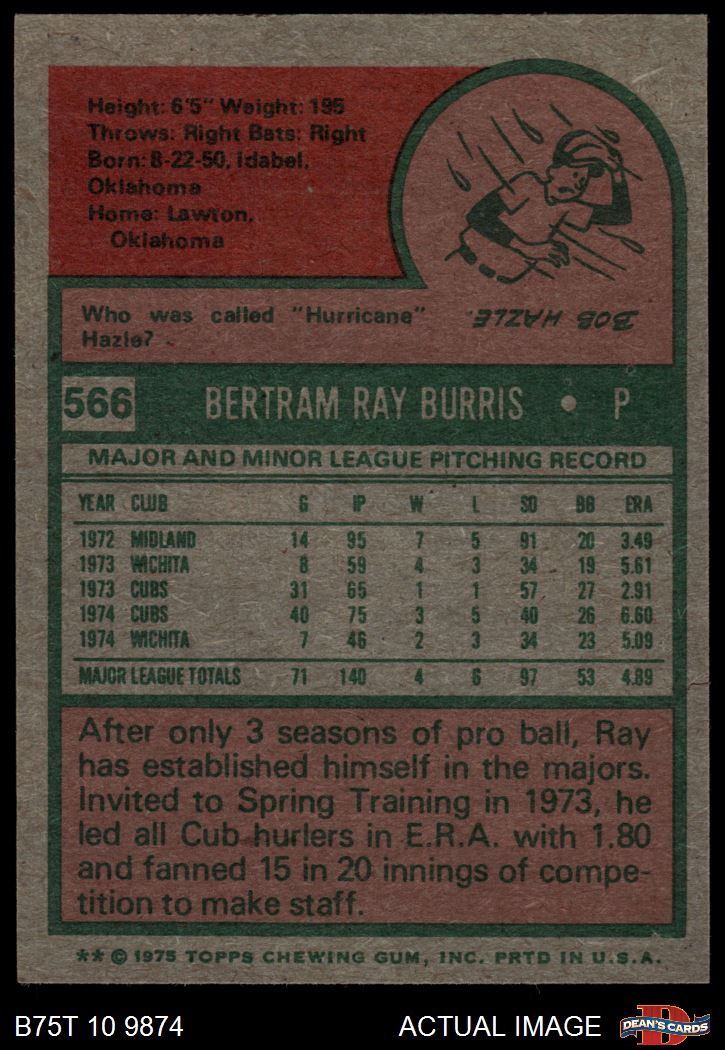 Height: 6'5" Weight: 195
Throws: Right Bats: Right
Born: 8-22-50, Idabel,
Oklahoma
Home: Lawton,
Oklahoma
Who was called "Hurricane"
Hazle?
BOB HAZLE.
566 BERTRAM RAY BURRIS • P
MAJOR AND MINOR LEAGUE PITCHING RECORD
YEAR CLUB G IP W L SO BB ERA
1972 MIDLAND 14 95 7 5 91 20 3.49
1973 WICHITA 8 59 4 3 34 19 5.61
1973 CUBS 31 65 1 1 57 27 2.91
1974 CUBS 40 75 3 5 40 26 6.60
1974 WICHITA 7 46 2 3 34 23 5.09
MAJOR LEAGUE TOTALS 71 140 4 6 97 53 4.89
After only 3 seasons of pro ball, Ray
has established himself in the majors.
Invited to Spring Training in 1973, he
led all Cub hurlers in E.R.A. with 1.80
and fanned 15 in 20 innings of compe-
tition to make staff.
** © 1975 TOPPS CHEWING GUM, INC. PRTD IN U.S.A.
B75T 10 9874 ACTUAL IMAGE
D
DEAN'S CARDS